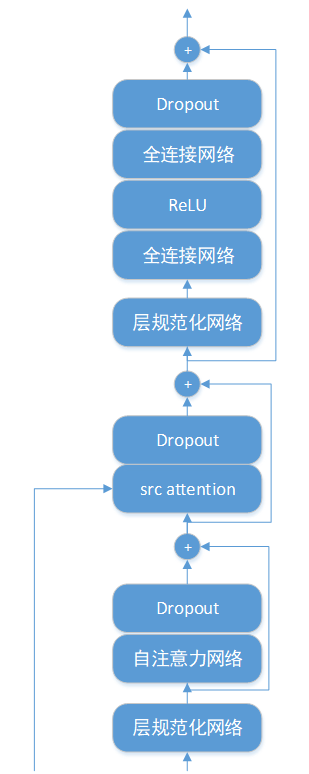 +
Dropout
全连接网络
ReLU
全连接网络
层规范化网络
+
Dropout
src attention
+
Dropout
自注意力网络
层规范化网络